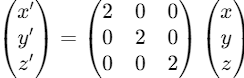 x′ = 2 0 0 x
y′ = 0 2 0 y
z′ = 0 0 2 z